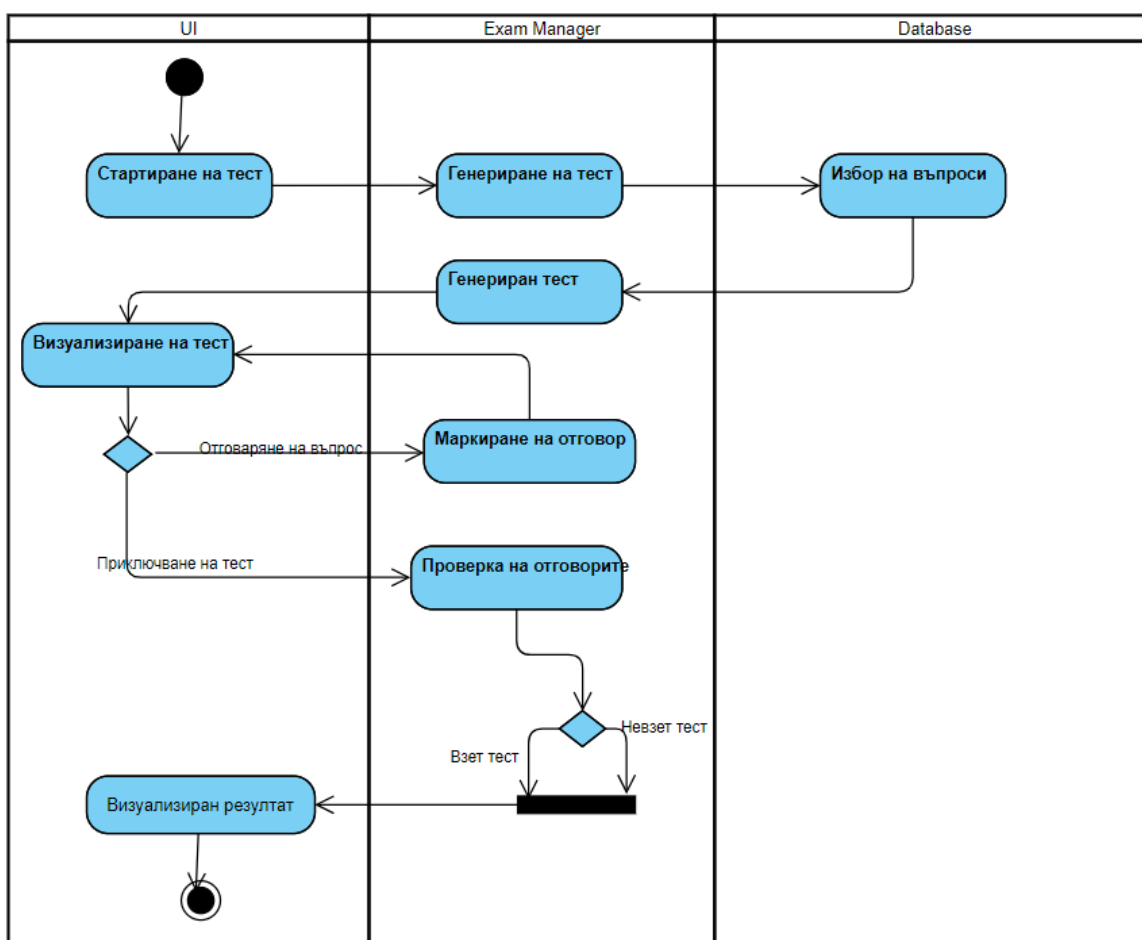 UI
Exam Manager
Database
Стартиране на тест
Генериране на тест
Избор на въпроси
Генериран тест
Визуализиране на тест
Отговаряне на въпрос
Маркиране на отговор
Приключване на тест
Проверка на отговорите
Невзет тест
Взет тест
Визуализиран резултат